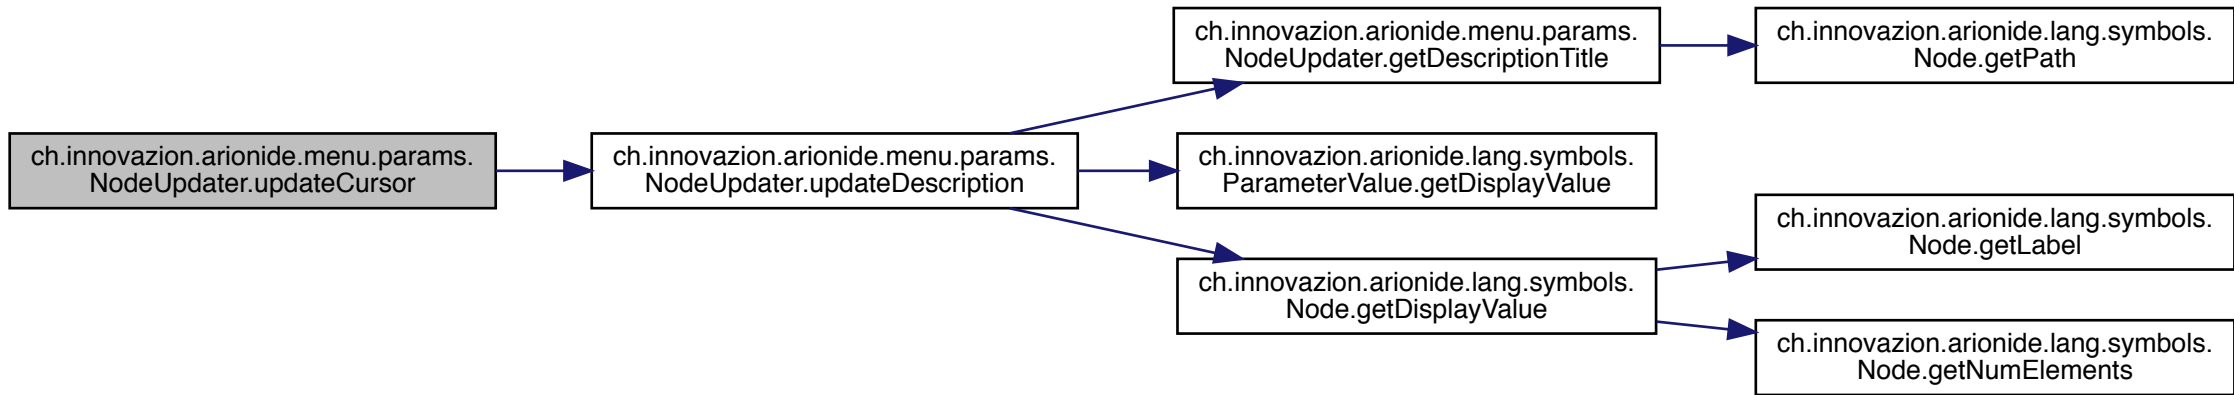 ch.innovazion.arionide.menu.params.
NodeUpdater.updateCursor
ch.innovazion.arionide.menu.params.
NodeUpdater.updateDescription
ch.innovazion.arionide.menu.params.
NodeUpdater.getDescriptionTitle
ch.innovazion.arionide.lang.symbols.
Node.getPath
ch.innovazion.arionide.lang.symbols.
ParameterValue.getDisplayValue
ch.innovazion.arionide.lang.symbols.
Node.getDisplayValue
ch.innovazion.arionide.lang.symbols.
Node.getLabel
ch.innovazion.arionide.lang.symbols.
Node.getNumElements